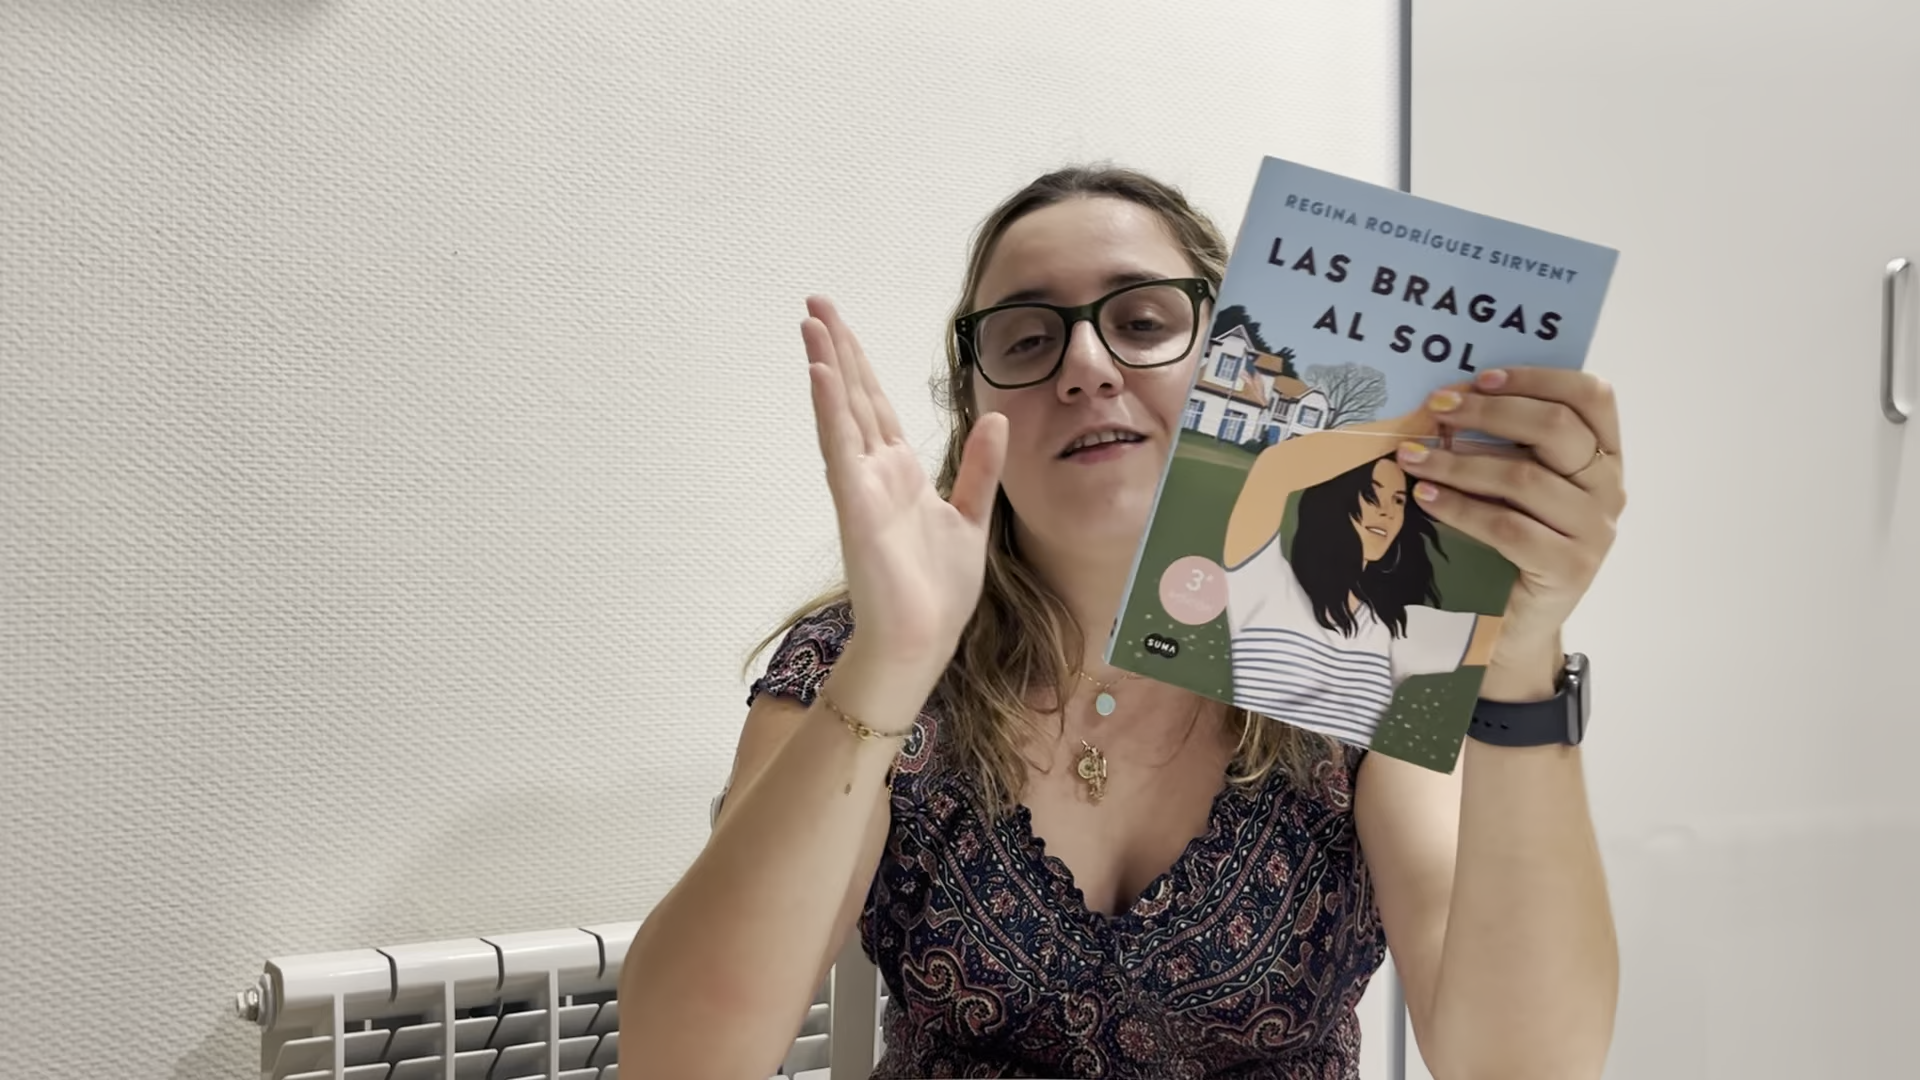 REGINA RODRÍGUEZ SIRVENT
LAS BRAGAS
AL SOL
3ª
SUMA